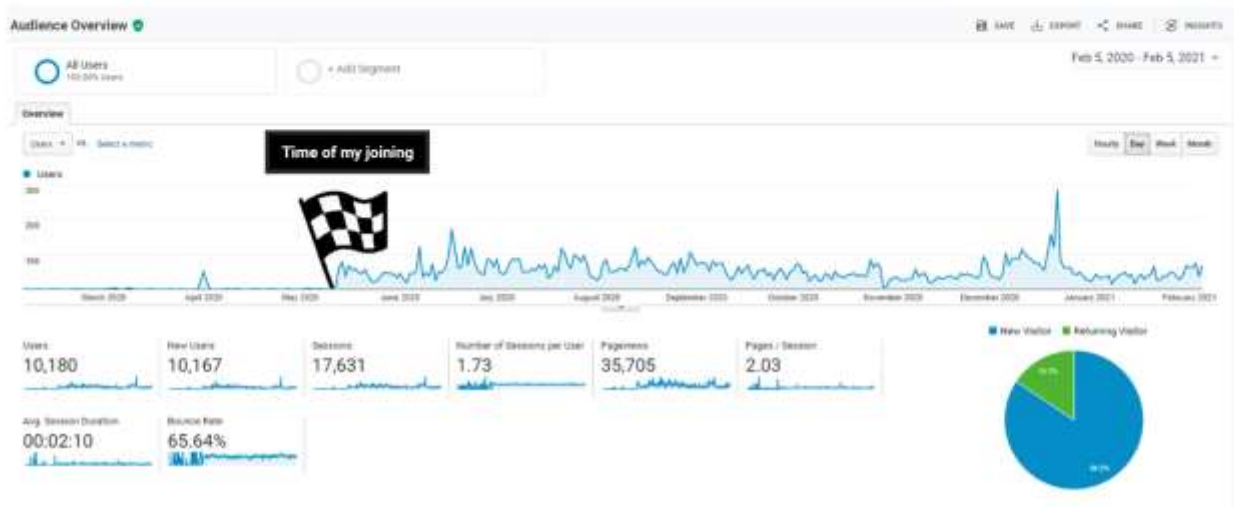 Audience Overview
SAVE EXPORT SHARE INSIGHTS
All Users
100.00% Users
+ Add Segment
Feb 5, 2020 - Feb 5, 2021
Overview
Users VS. Select a metric
Hourly Day Week Month
Time of my joining
Users
300
200
100
March 2020 April 2020 May 2020 June 2020 July 2020 August 2020 September 2020 October 2020 November 2020 December 2020 January 2021 February 2021
New Visitor Returning Visitor
Users New Users Sessions Number of Sessions per User Pageviews Pages / Session
10,180 10,167 17,631 1.73 35,705 2.03
Avg. Session Duration Bounce Rate
00:02:10 65.64%